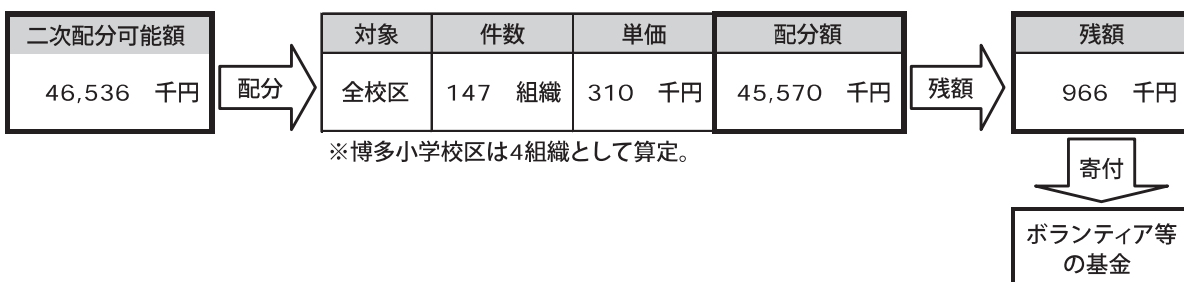 二次配分可能額
46,536 千円
配分
対象 件数 単価 配分額
全校区 147 組織 310 千円 45,570 千円
※博多小学校区は4組織として算定。
残額
残額
966 千円
寄付
ボランティア等
の基金